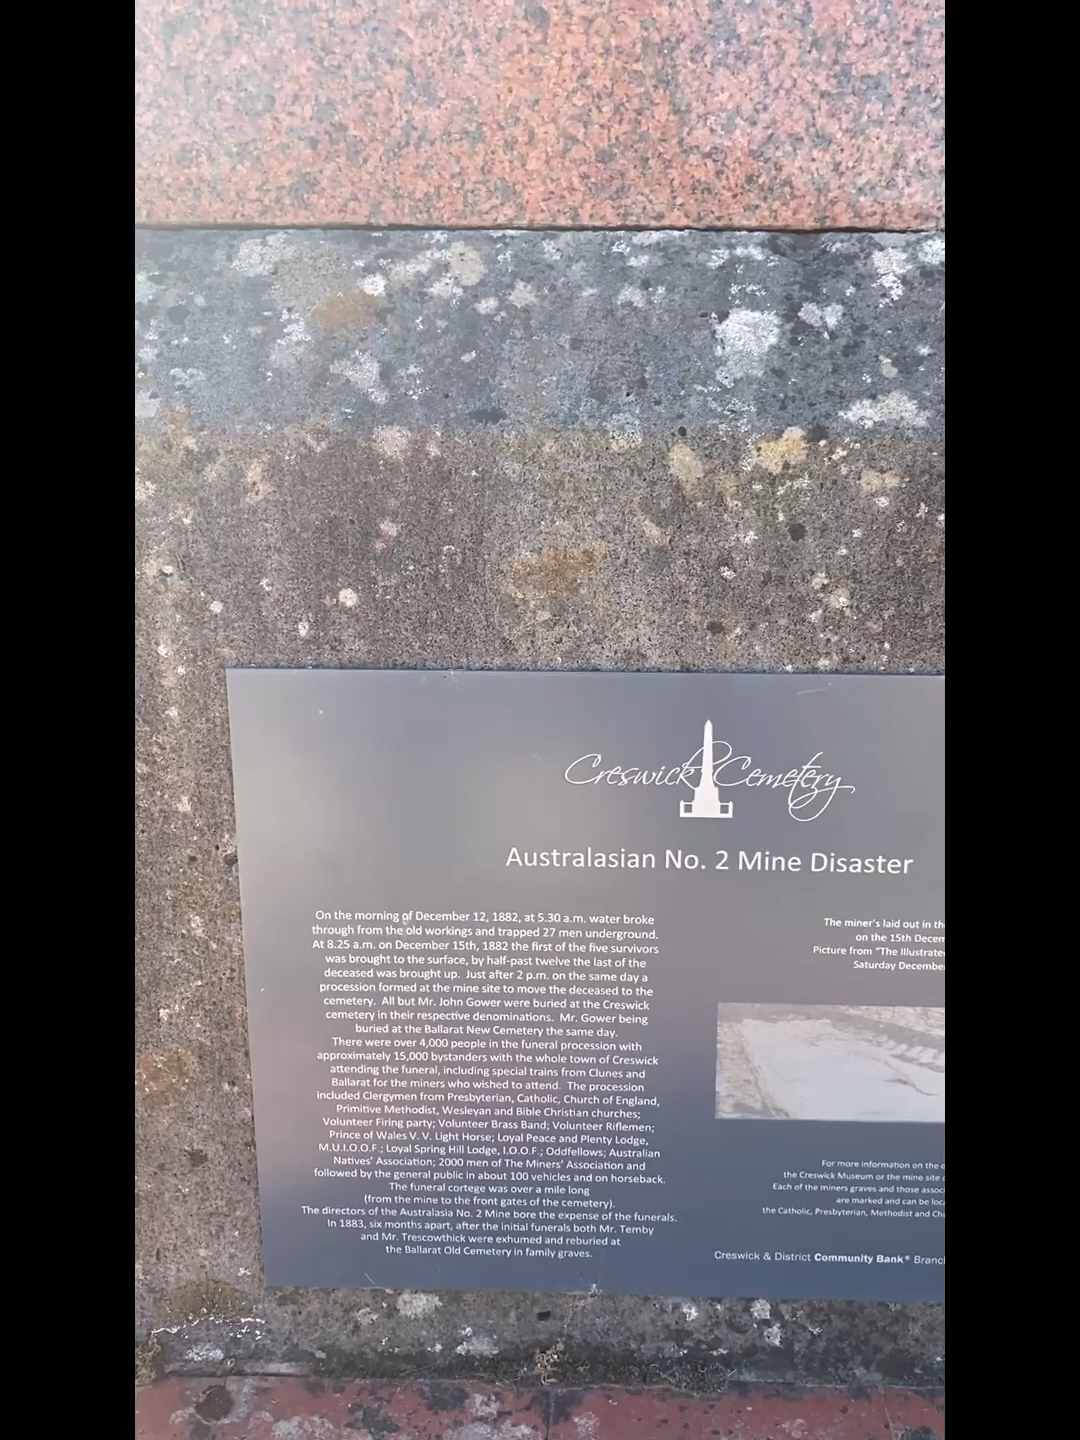 Creswick Cemetery
Australasian No. 2 Mine Disaster
On the morning of December 12, 1882, at 5.30 a.m. water broke
through from the old workings and trapped 27 men underground.
At 8.25 a.m. on December 15th, 1882 the first of the five survivors
was brought to the surface, by half-past twelve the last of the
deceased was brought up. Just after 2 p.m. on the same day a
procession formed at the mine site to move the deceased to the
cemetery. All but Mr. John Gower were buried at the Creswick
cemetery in their respective denominations. Mr. Gower being
buried at the Ballarat New Cemetery the same day.
There were over 4,000 people in the funeral procession with
approximately 15,000 bystanders with the whole town of Creswick
attending the funeral, including special trains from Clunes and
Ballarat for the miners who wished to attend. The procession
included Clergymen from Presbyterian, Catholic, Church of England,
Primitive Methodist, Wesleyan and Bible Christian churches;
Volunteer Firing party; Volunteer Brass Band; Volunteer Riflemen;
Prince of Wales V. V. Light Horse; Loyal Peace and Plenty Lodge,
M.U.I.O.O.F.; Loyal Spring Hill Lodge, I.O.O.F.; Oddfellows; Australian
Natives' Association; 2000 men of The Miners' Association and
followed by the general public in about 100 vehicles and on horseback.
The funeral cortege was over a mile long
(from the mine to the front gates of the cemetery).
The directors of the Australasia No. 2 Mine bore the expense of the funerals.
In 1883, six months apart, after the initial funerals both Mr. Temby
and Mr. Trescowthick were exhumed and reburied at
the Ballarat Old Cemetery in family graves.
The miner's laid out in
on the 15th
Picture from "The
Saturday
For more information on the
the Creswick Museum or the mine site
Each of the miners graves and those
are marked and can be
the Catholic, Presbyterian, Methodist and
Creswick & District Community Bank® Branch